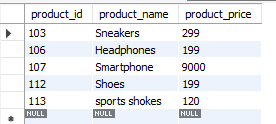 product_id product_name product_price
103 Sneakers 299
106 Headphones 199
107 Smartphone 9000
112 Shoes 199
113 sports shokes 120
NULL NULL NULL